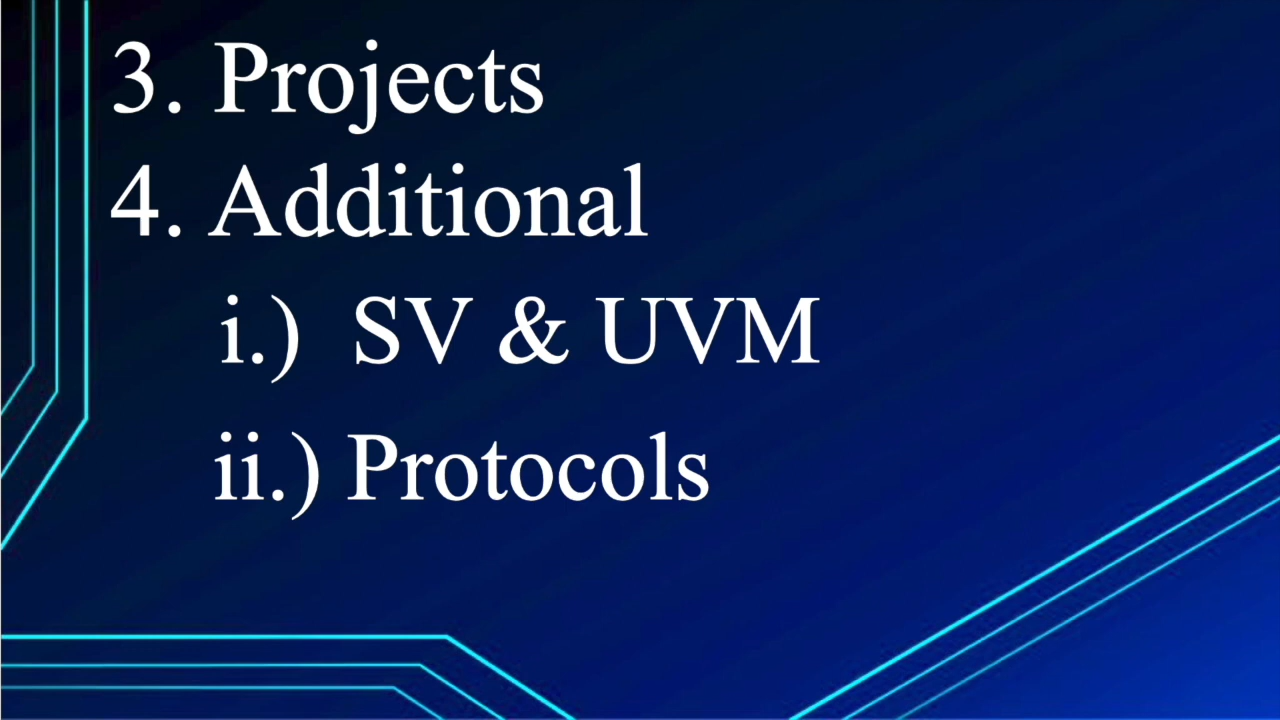 3. Projects
4. Additional
i.) SV & UVM
ii.) Protocols